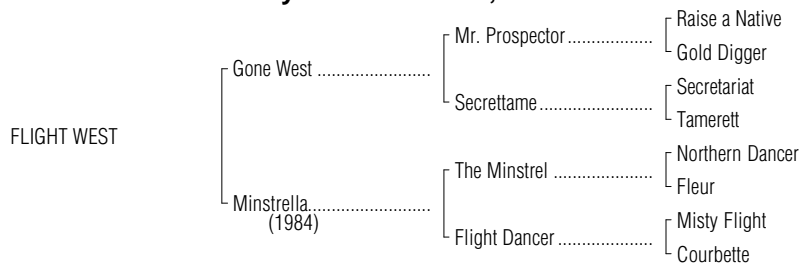 Raise a Native
Mr. Prospector
Gold Digger
Gone West
Secretariat
Secrettame
Tamerett
FLIGHT WEST
Northern Dancer
The Minstrel
Fleur
Minstrella
(1984)
Misty Flight
Flight Dancer
Courbette